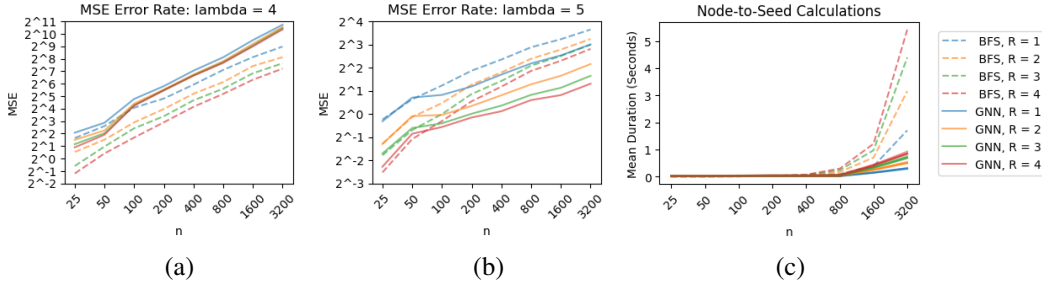 MSE Error Rate: lambda = 4
2^11
2^10
2^9
2^8
2^7
2^6
2^5
2^4
2^3
2^2
2^1
2^0
2^-1
2^-2
MSE
25
50
100
200
400
800
1600
3200
n
(a)
MSE Error Rate: lambda = 5
2^4
2^3
2^2
2^1
2^0
2^-1
2^-2
2^-3
MSE
25
50
100
200
400
800
1600
3200
n
(b)
Node-to-Seed Calculations
5
4
3
2
1
0
Mean Duration (Seconds)
25
50
100
200
400
800
1600
3200
n
(c)
BFS, R = 1
BFS, R = 2
BFS, R = 3
BFS, R = 4
GNN, R = 1
GNN, R = 2
GNN, R = 3
GNN, R = 4